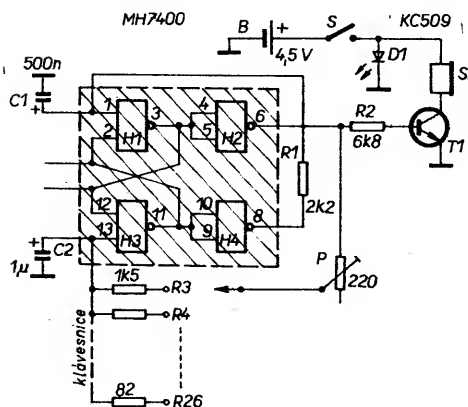 MH7400
B
+
4,5 V
S
KC509
500n
C1
+
D1
S
1
2
3
H1
4
5
6
H2
R1
R2
6k8
T1
12
13
11
H3
10
9
8
H4
2k2
+
C2
1µ
P
220
1k5
R3
R4
klávesnice
82
R26